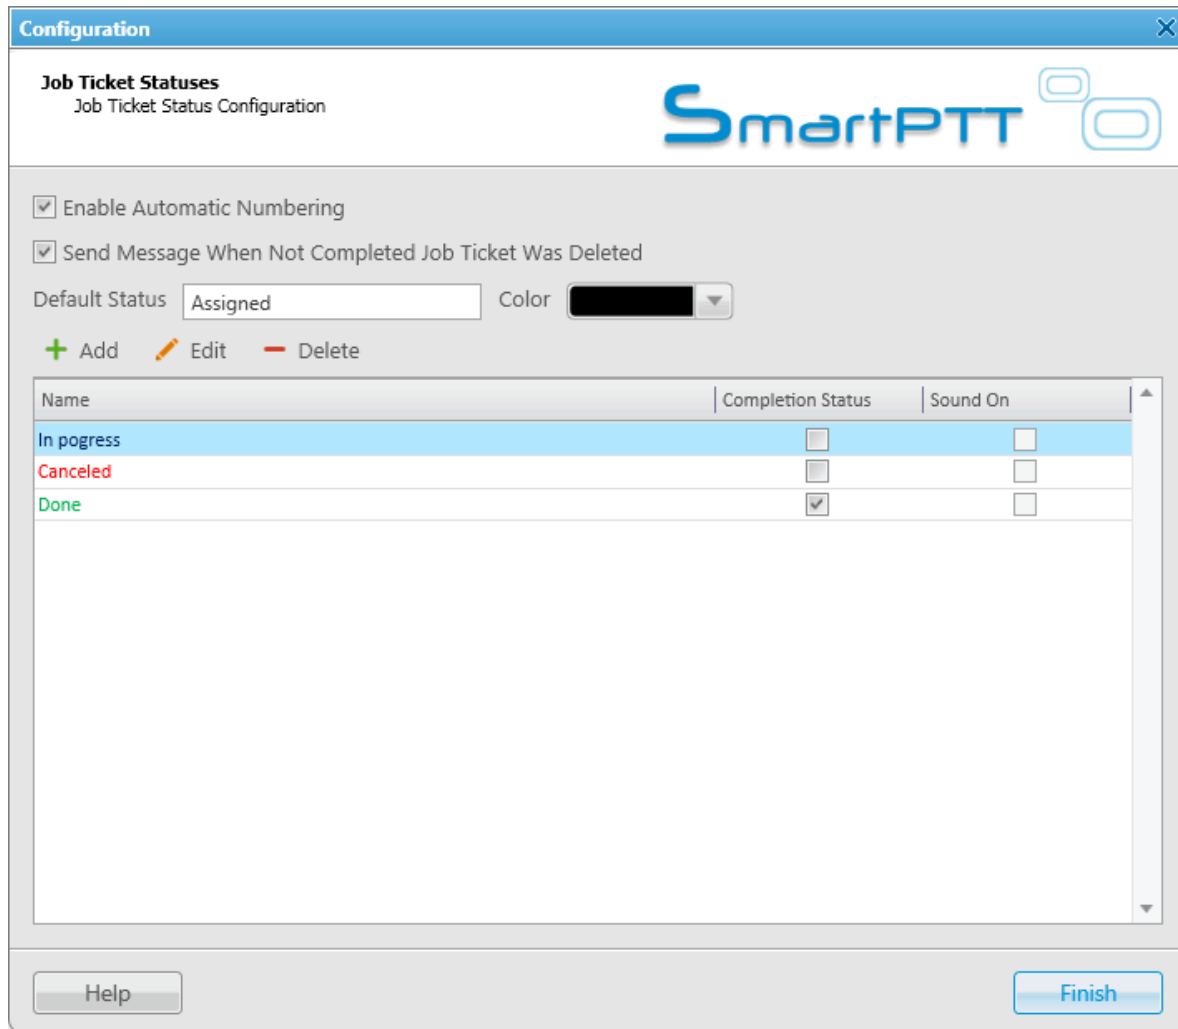 Configuration
Job Ticket Statuses
Job Ticket Status Configuration
SmartPTT
Enable Automatic Numbering
Send Message When Not Completed Job Ticket Was Deleted
Default Status Assigned Color
Add Edit Delete
Name Completion Status Sound On
In pogress
Canceled
Done
Help Finish